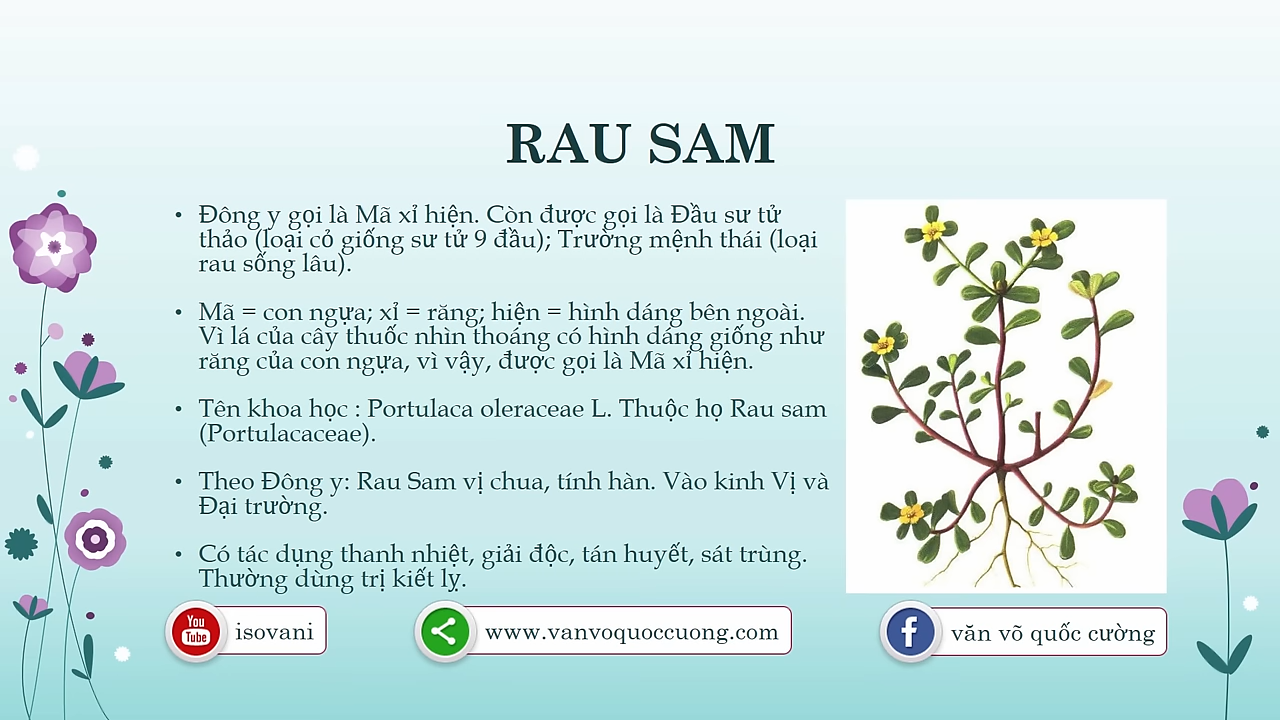 RAU SAM
• Đông y gọi là Mã xỉ hiện. Còn được gọi là Đầu sư tử
thảo (loại cỏ giống sư tử 9 đầu); Trường mệnh thái (loại
rau sống lâu).
• Mã = con ngựa; xỉ = răng; hiện = hình dáng bên ngoài.
Vì lá của cây thuốc nhìn thoáng có hình dáng giống như
răng của con ngựa, vì vậy, được gọi là Mã xỉ hiện.
• Tên khoa học : Portulaca oleraceae L. Thuộc họ Rau sam
(Portulacaceae).
• Theo Đông y: Rau Sam vị chua, tính hàn. Vào kinh Vị và
Đại trường.
• Có tác dụng thanh nhiệt, giải độc, tán huyết, sát trùng.
Thường dùng trị kiết lỵ.
You
Tube
isovani
www.vanvoquoccuong.com
f
văn võ quốc cường